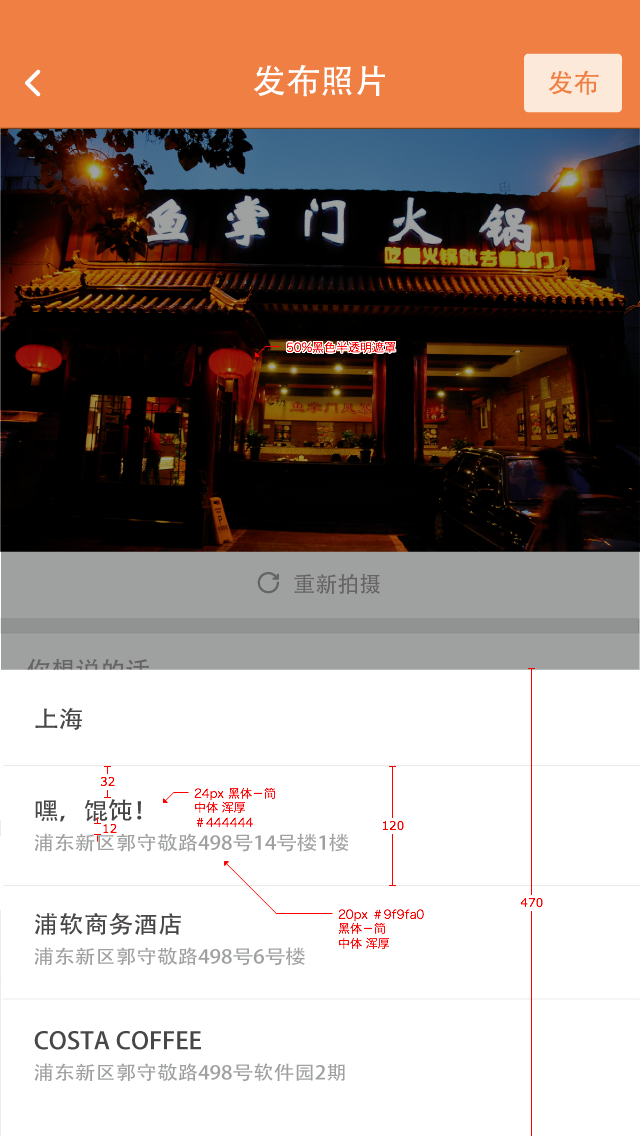 发布照片
发布
鱼掌门火锅
吃鱼火锅就去鱼掌门
50%黑色半透明遮罩
重新拍摄
你想说的话
上海
32
嘿，馄饨！
24px 黑体-简
中体 浑厚
#444444
12
120
浦东新区郭守敬路498号14号楼1楼
470
20px #9f9fa0
黑体-简
中体 浑厚
浦软商务酒店
浦东新区郭守敬路498号6号楼
COSTA COFFEE
浦东新区郭守敬路498号软件园2期